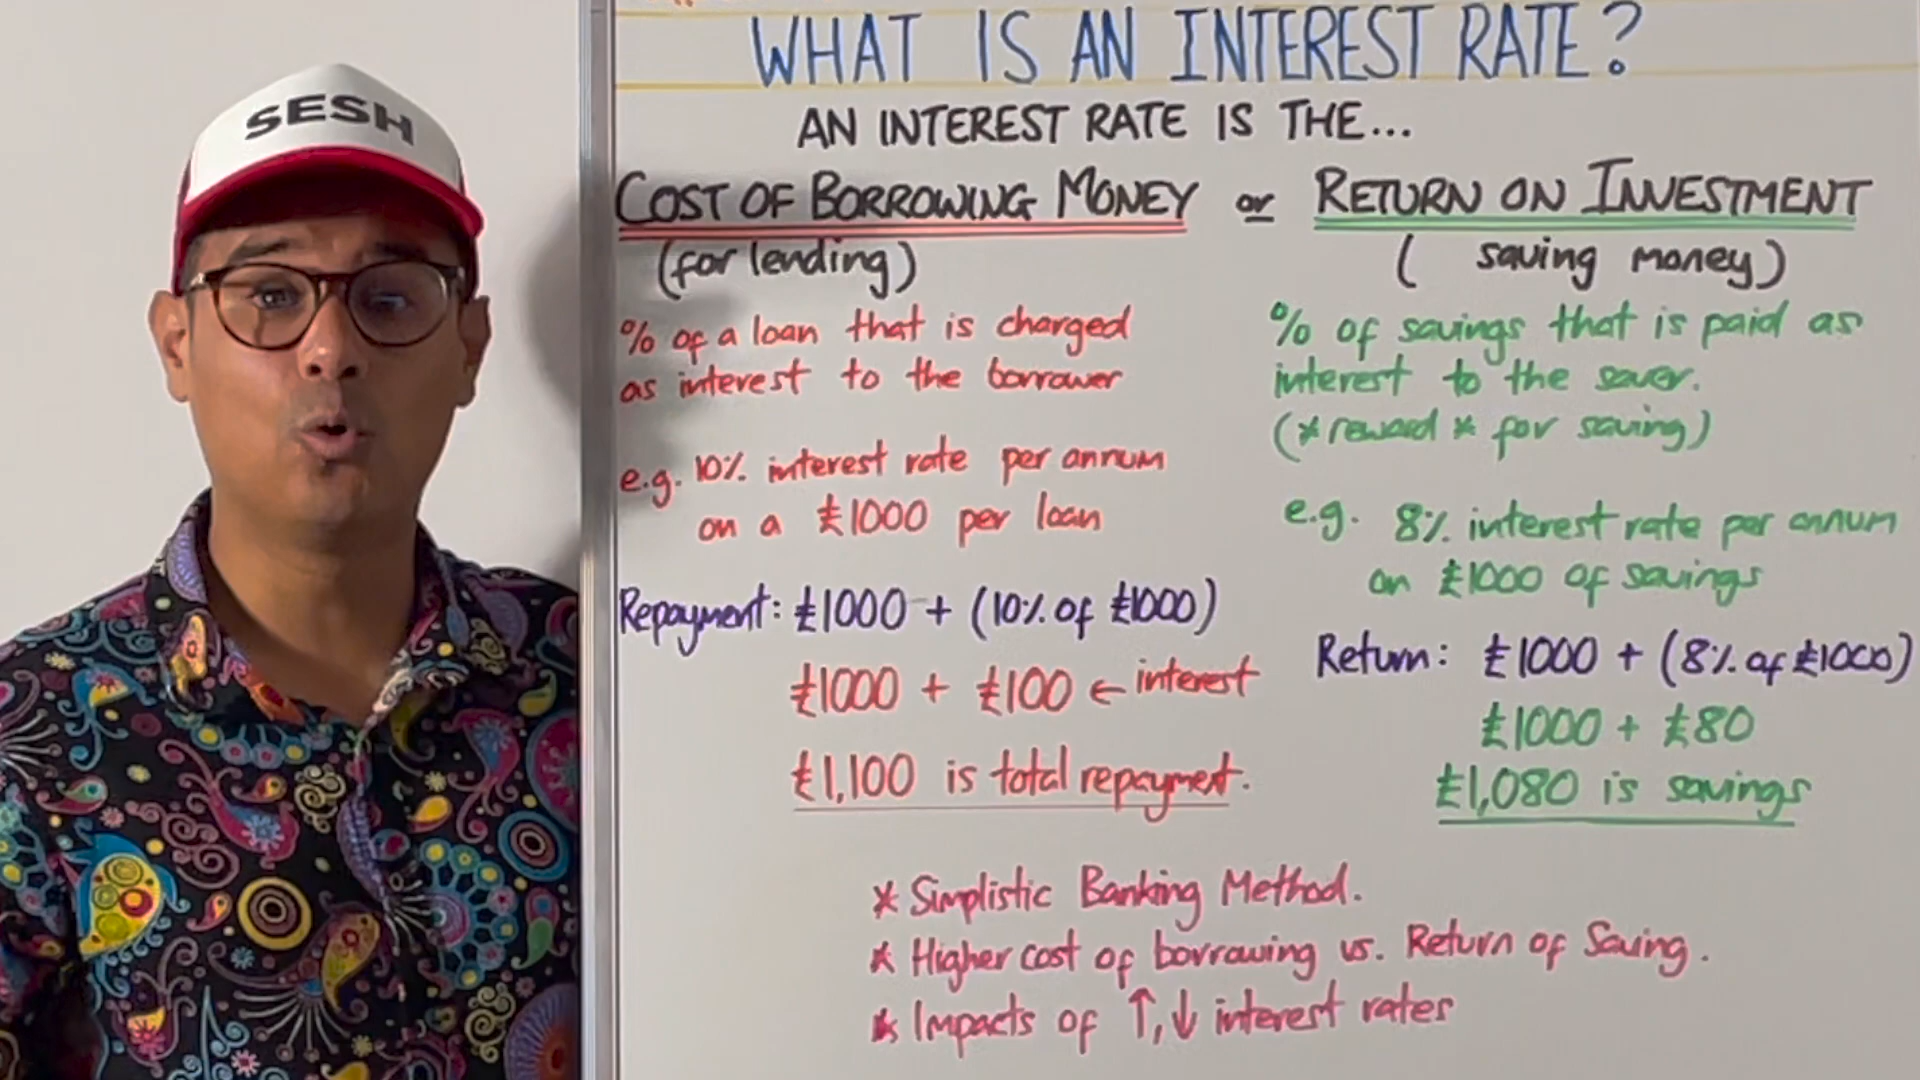 SESH
WHAT IS AN INTEREST RATE?
AN INTEREST RATE IS THE...
COST OF BORROWING MONEY or RETURN ON INVESTMENT
(for lending)
% of a loan that is charged
as interest to the borrower
e.g. 10% interest rate per annum
on a £1000 per loan
Repayment: £1000 + (10% of £1000)
£1000 + £100 ← interest
£1,100 is total repayment.
( saving money)
% of savings that is paid as
interest to the saver.
(* reward * for saving)
e.g. 8% interest rate per annum
on £1000 of savings
Return: £1000 + (8% of £1000)
£1000 + £80
£1,080 is savings
* Simplistic Banking Method.
* Higher cost of borrowing vs. Return of Saving.
* Impacts of ↑,↓ interest rates